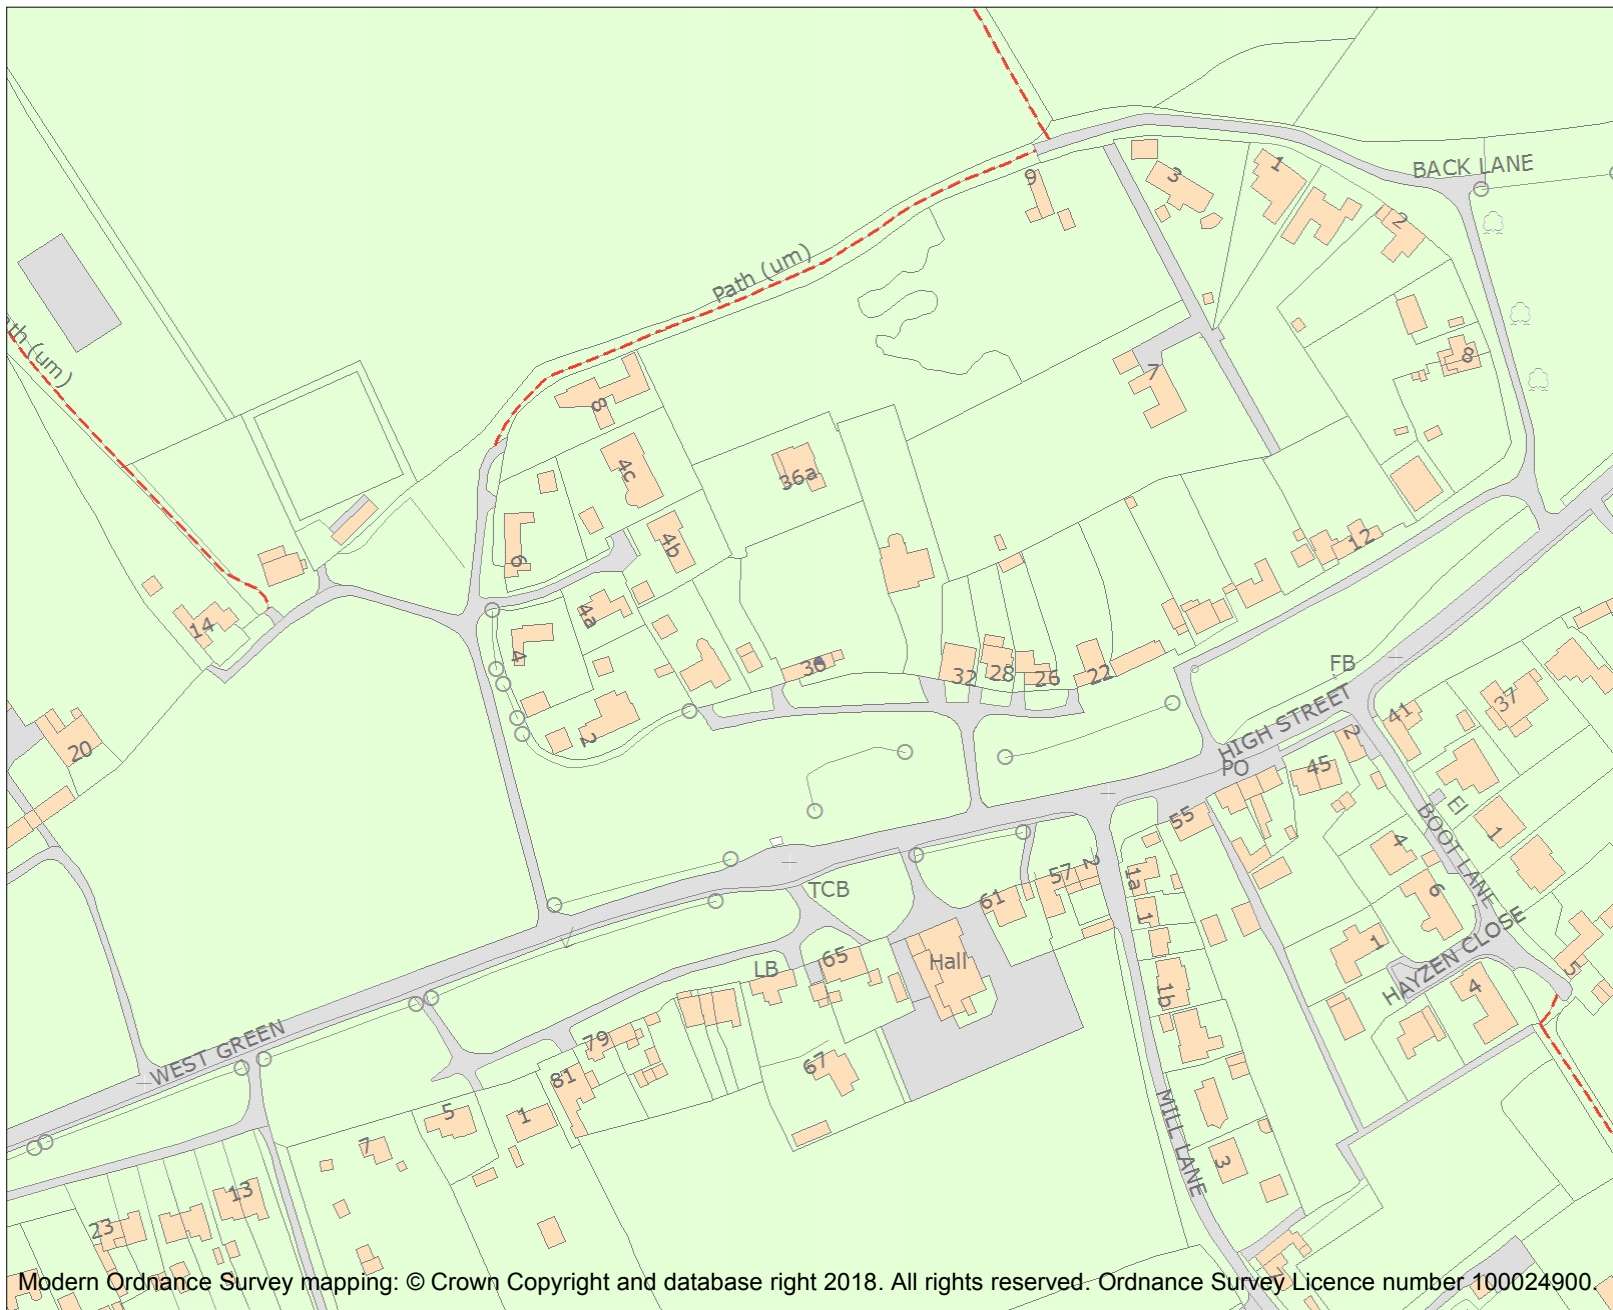 BACK LANE
3
1
9
2
Path (um)
ath (um)
8
7
8
4c
36a
12
6
4b
4a
14
4
36
32
28
26
22
FB
HIGH STREET
41
37
2
20
2
PO
45
El
55
BOOT LANE
4
1
TCB
57
2
1a
61
1
6
65
Hall
LB
1
HAYZEN CLOSE
5
1b
4
WEST GREEN
79
67
81
5
1
7
MILL LANE
3
13
23
Modern Ordnance Survey mapping: © Crown Copyright and database right 2018. All rights reserved. Ordnance Survey Licence number 100024900.